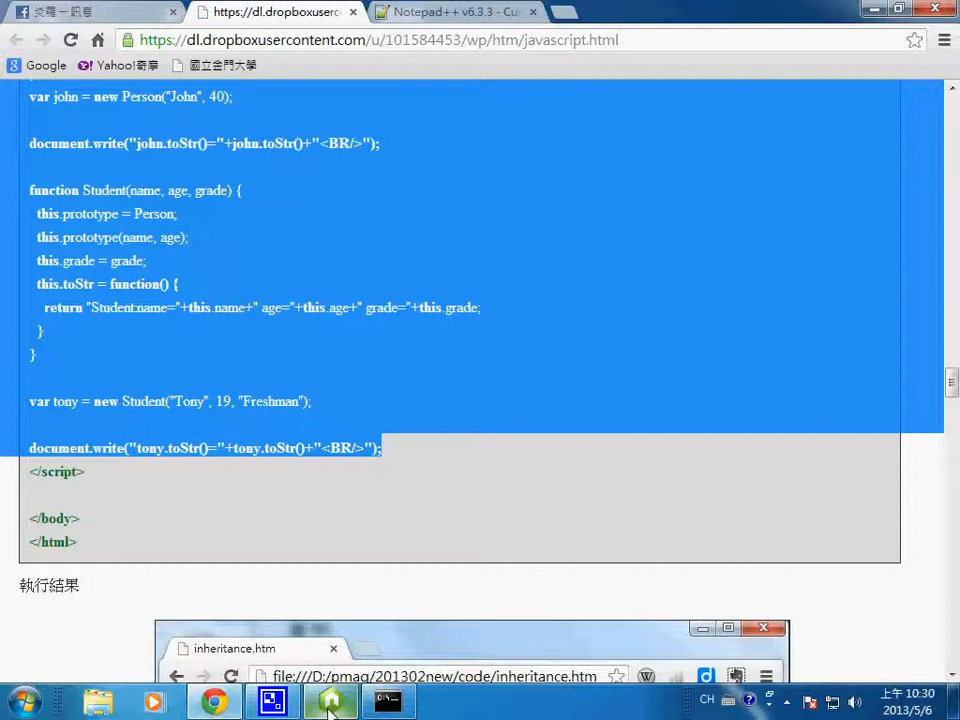 炎羅－訊息
https://dl.dropboxuserc
Notepad++ v6.3.3 - Cu
https://dl.dropboxusercontent.com/u/101584453/wp/htm/javascript.html
Google Yahoo!奇摩 國立金門大學
var john = new Person("John", 40);
document.write("john.toStr()="+john.toStr()+"<BR/>");
function Student(name, age, grade) {
this.prototype = Person;
this.prototype(name, age);
this.grade = grade;
this.toStr = function() {
return "Student:name="+this.name+" age="+this.age+" grade="+this.grade;
}
}
var tony = new Student("Tony", 19, "Freshman");
document.write("tony.toStr()="+tony.toStr()+"<BR/>");
</script>
</body>
</html>
執行結果
inheritance.htm
file:///D:/pmag/201302new/code/inheritance.htm
CH
上午 10:30
2013/5/6